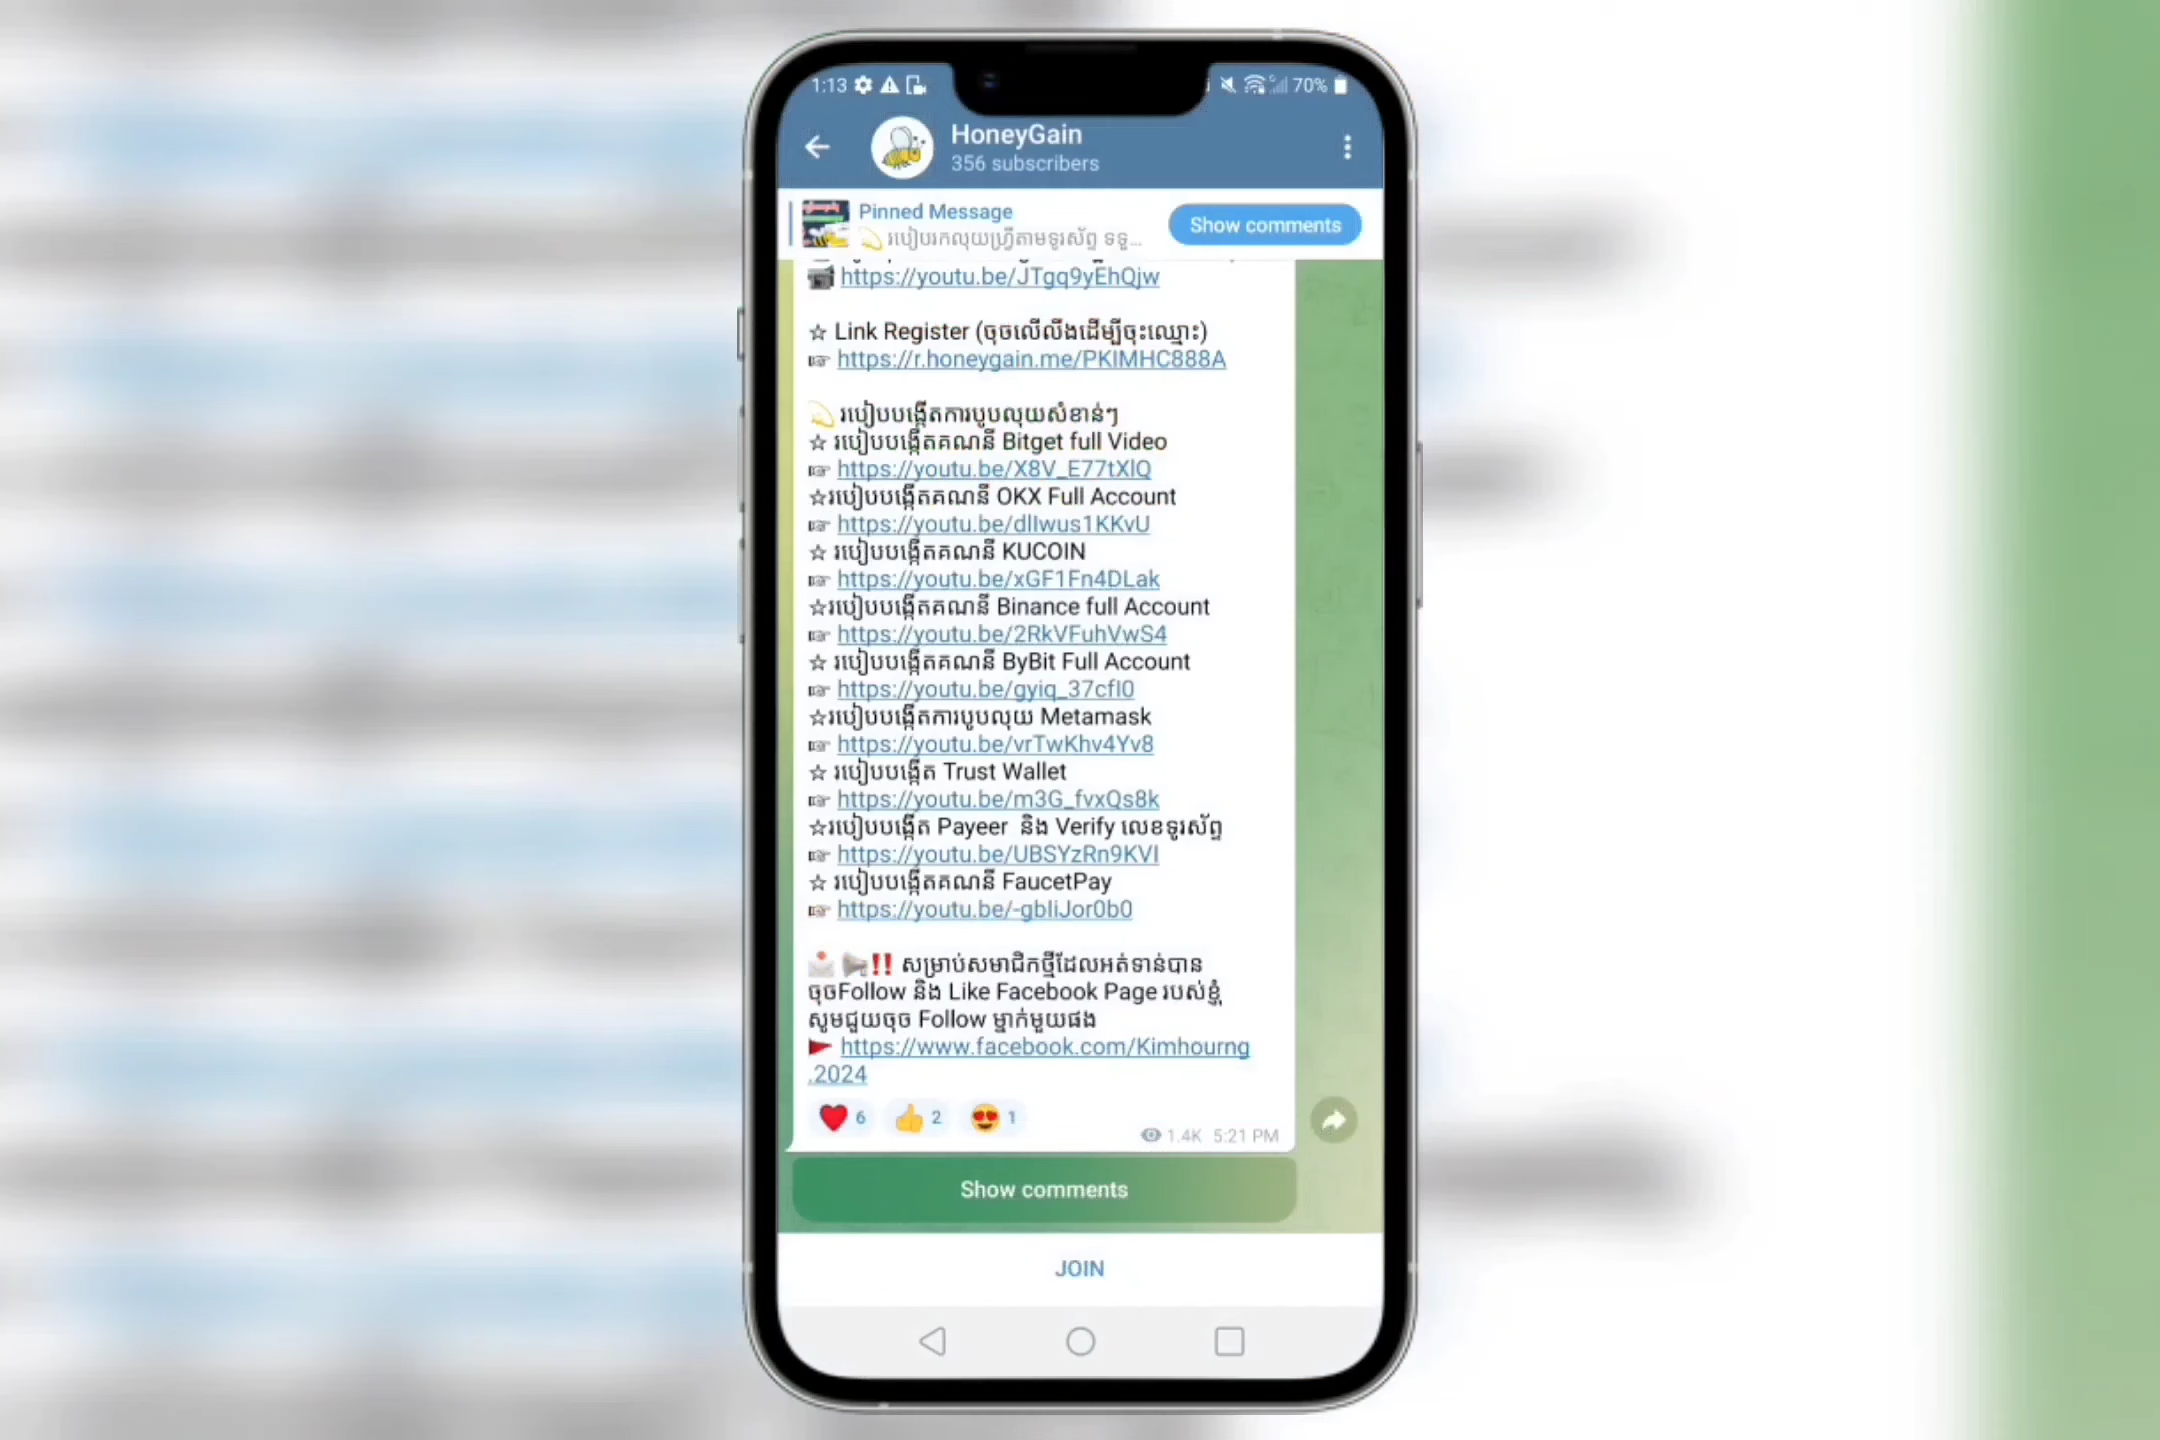 1:13
70%
HoneyGain
356 subscribers
Pinned Message
💫 របៀបរកលុយហ្វ្រីតាមទូរស័ព្ទ ទទួ...
Show comments
https://youtu.be/JTgq9yEhQjw
☆ Link Register (ចុចលើលីងដើម្បីចុះឈ្មោះ)
☞ https://r.honeygain.me/PKIMHC888A
💫 របៀបបង្កើតការបូបលុយសំខាន់ៗ
☆ របៀបបង្កើតគណនី Bitget full Video
☞ https://youtu.be/X8V_E77tXlQ
☆របៀបបង្កើតគណនី OKX Full Account
☞ https://youtu.be/dlIwus1KKvU
☆ របៀបបង្កើតគណនី KUCOIN
☞ https://youtu.be/xGF1Fn4DLak
☆របៀបបង្កើតគណនី Binance full Account
☞ https://youtu.be/2RkVFuhVwS4
☆ របៀបបង្កើតគណនី ByBit Full Account
☞ https://youtu.be/gyiq_37cfI0
☆របៀបបង្កើតការបូបលុយ Metamask
☞ https://youtu.be/vrTwKhv4Yv8
☆ របៀបបង្កើត Trust Wallet
☞ https://youtu.be/m3G_fvxQs8k
☆របៀបបង្កើត Payeer និង Verify លេខទូរស័ព្ទ
☞ https://youtu.be/UBSYzRn9KVI
☆ របៀបបង្កើតគណនី FaucetPay
☞ https://youtu.be/-gbliJor0b0
📩 📢‼️ សម្រាប់សមាជិកថ្មីដែលអត់ទាន់បាន
ចុចFollow និង Like Facebook Page របស់ខ្ញុំ
សូមជួយចុច Follow ម្នាក់មួយផង
https://www.facebook.com/Kimhourng
.2024
❤️ 6 👍 2 😍 1
1.4K 5:21 PM
Show comments
JOIN